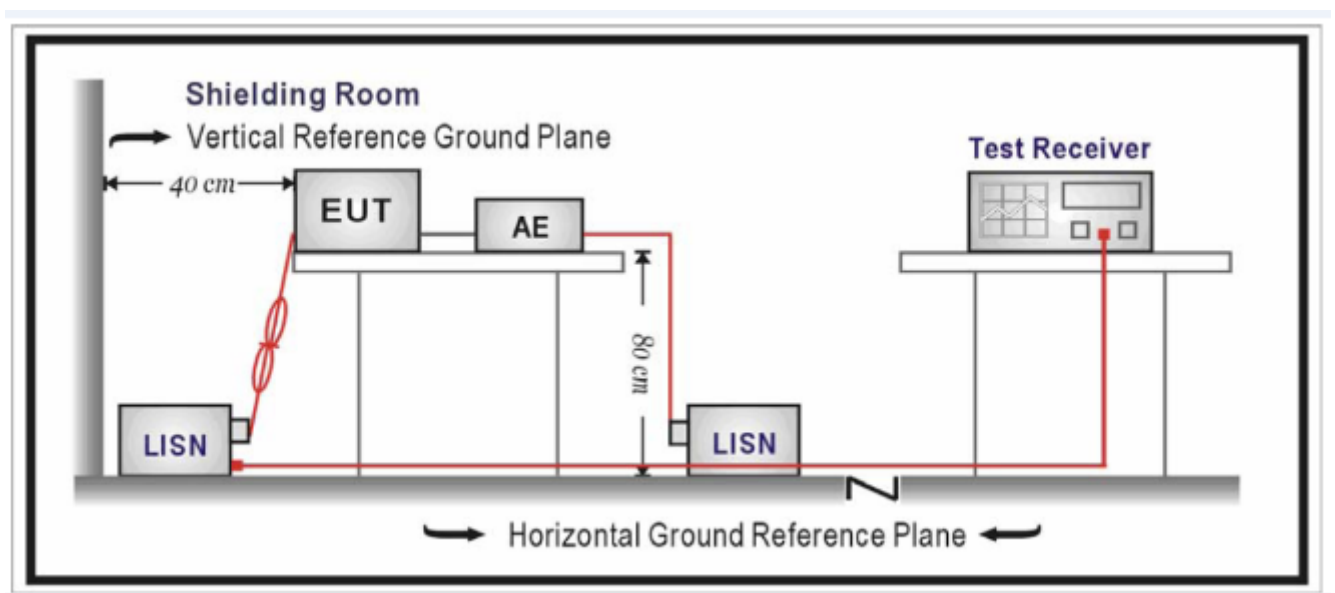 Shielding Room
Vertical Reference Ground Plane
Test Receiver
40 cm
EUT
AE
80 cm
LISN
LISN
Horizontal Ground Reference Plane